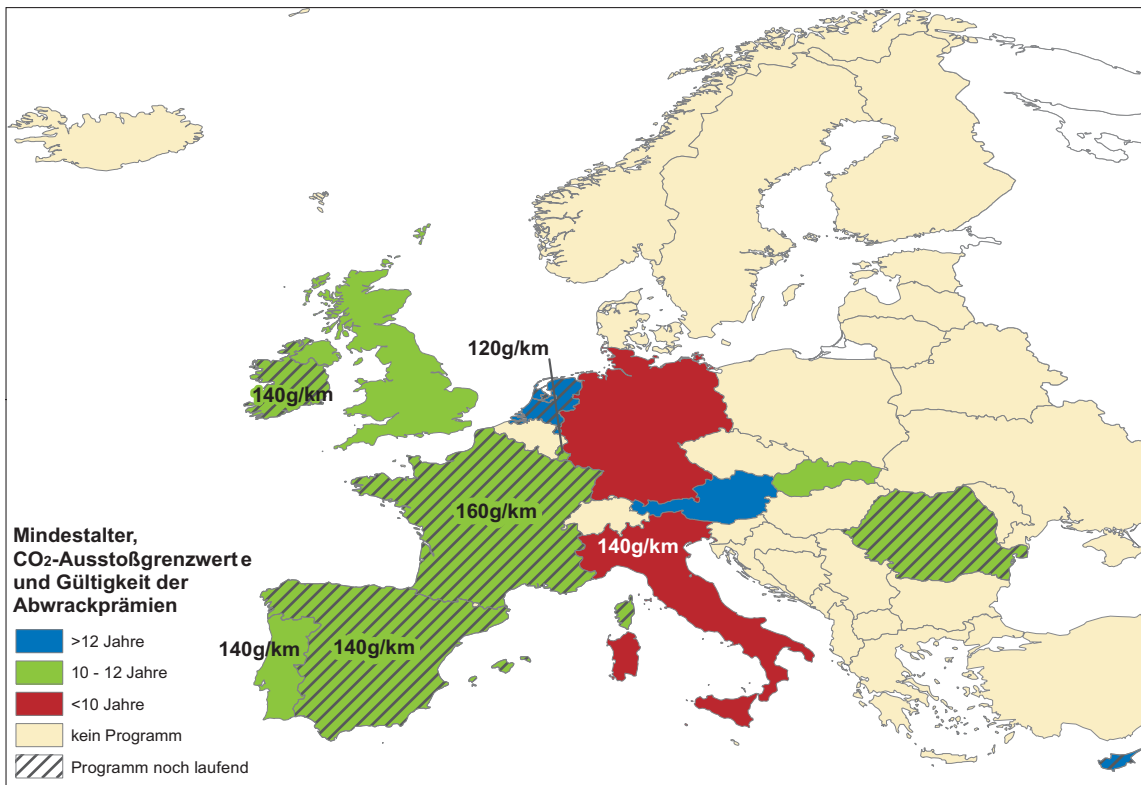 120g/km
140g/km
160g/km
140g/km
140g/km
140g/km
Mindestalter,
CO2-Ausstoßgrenzwerte
und Gültigkeit der
Abwrackprämien
>12 Jahre
10 - 12 Jahre
<10 Jahre
kein Programm
Programm noch laufend